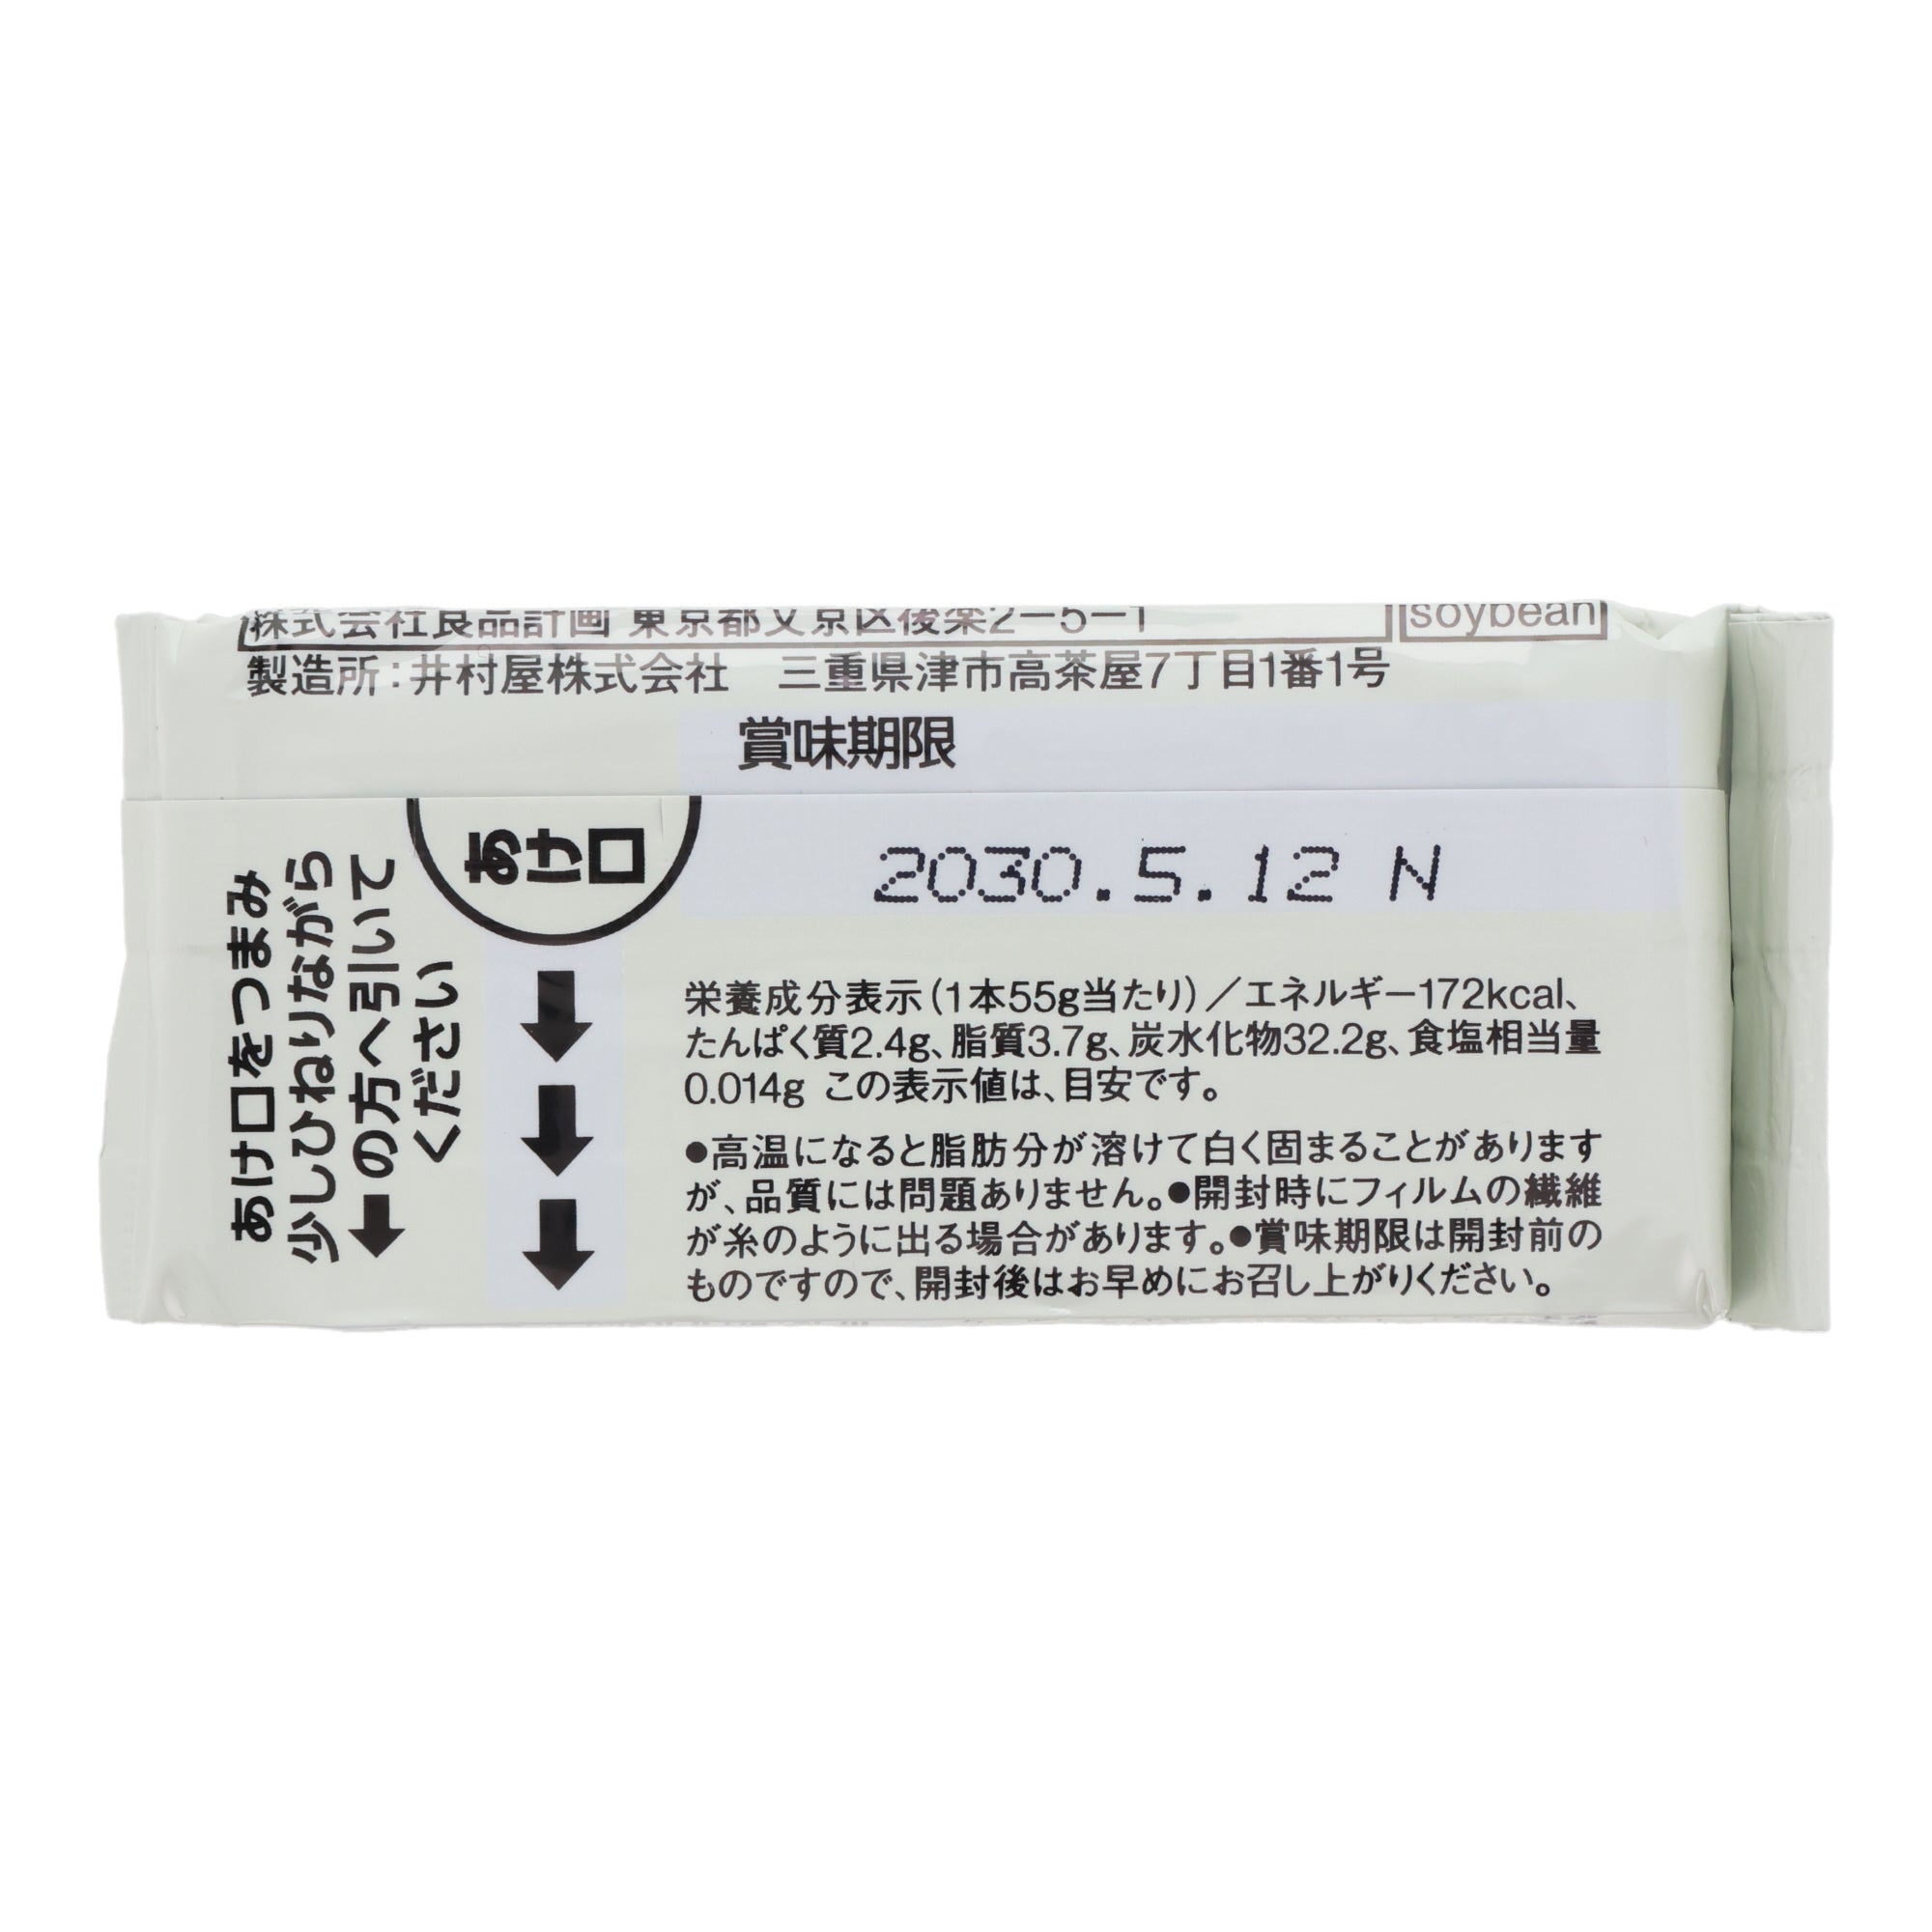 株式会社良品計画 東京都文京区後楽2−5−1
soybean
製造所:井村屋株式会社　三重県津市高茶屋7丁目1番1号
賞味期限
2030.5.12 N
あけ口
あけ口をつまみ
少しひねりながら
⬅の方へ引いて
ください
栄養成分表示(1本55g当たり)/エネルギー172kcal、
たんぱく質2.4g、脂質3.7g、炭水化物32.2g、食塩相当量
0.014g この表示値は、目安です。
●高温になると脂肪分が溶けて白く固まることがあります
が、品質には問題ありません。●開封時にフィルムの繊維
が糸のように出る場合があります。●賞味期限は開封前の
ものですので、開封後はお早めにお召し上がりください。